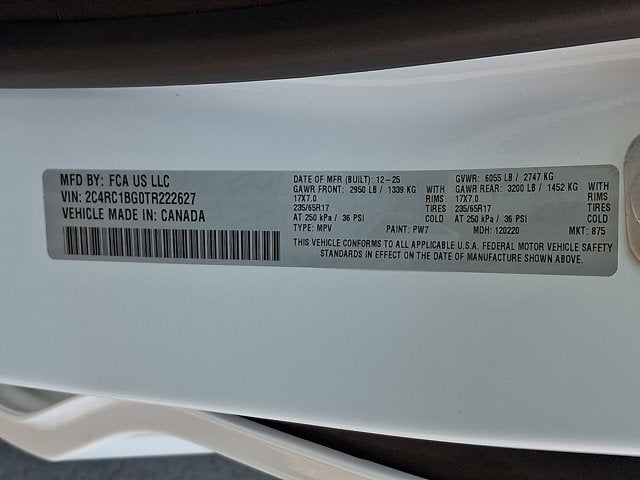 MFD BY: FCA US LLC
VIN: 2C4RC1BG0TR222627
VEHICLE MADE IN: CANADA
DATE OF MFR (BUILT): 12-25
GAWR FRONT: 2950 LB / 1339 KG WITH
17X7.0 RIMS
235/65R17 TIRES
AT 250 kPa / 36 PSI COLD
TYPE: MPV PAINT: PW7
GVWR: 6055 LB / 2747 KG
GAWR REAR: 3200 LB / 1452 KG WITH
17X7.0 RIMS
235/65R17 TIRES
AT 250 kPa / 36 PSI COLD
MDH: 120220 MKT: 875
THIS VEHICLE CONFORMS TO ALL APPLICABLE U.S.A. FEDERAL MOTOR VEHICLE SAFETY
STANDARDS IN EFFECT ON THE DATE OF MANUFACTURE SHOWN ABOVE.